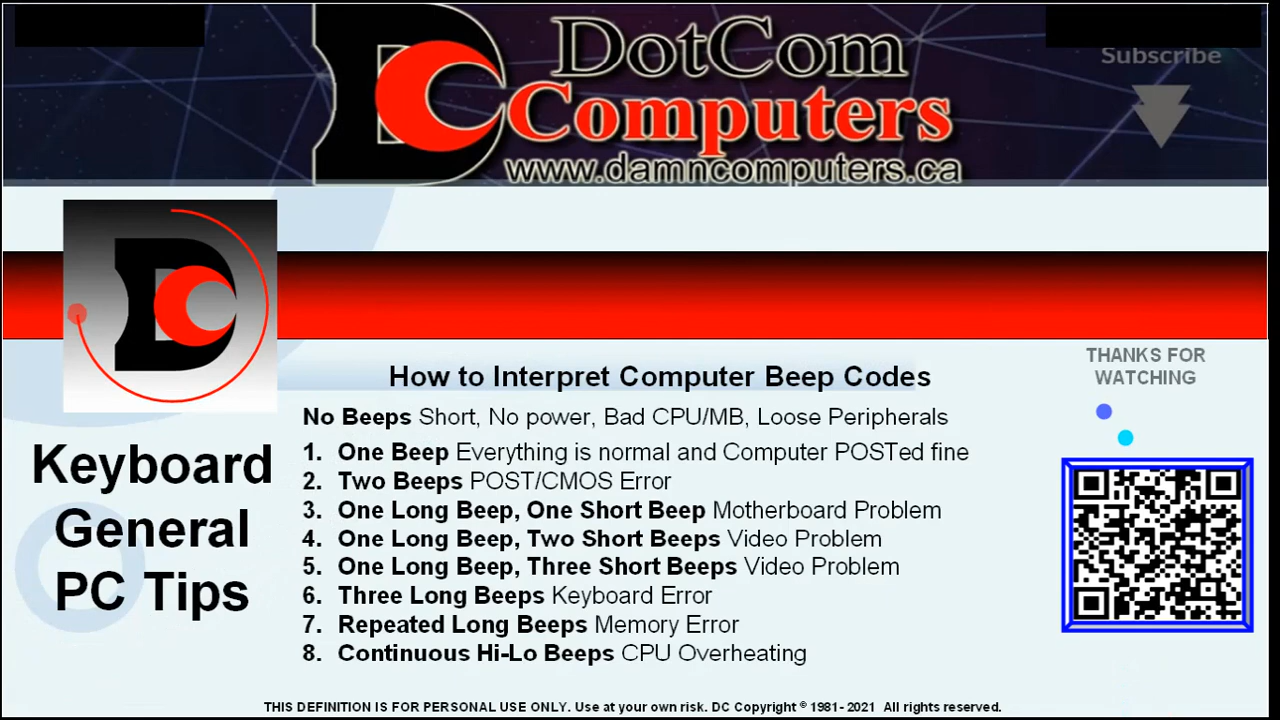 DotCom
Computers
www.damncomputers.ca
Subscribe
How to Interpret Computer Beep Codes
No Beeps Short, No power, Bad CPU/MB, Loose Peripherals
1. One Beep Everything is normal and Computer POSTed fine
2. Two Beeps POST/CMOS Error
3. One Long Beep, One Short Beep Motherboard Problem
4. One Long Beep, Two Short Beeps Video Problem
5. One Long Beep, Three Short Beeps Video Problem
6. Three Long Beeps Keyboard Error
7. Repeated Long Beeps Memory Error
8. Continuous Hi-Lo Beeps CPU Overheating
Keyboard
General
PC Tips
THANKS FOR
WATCHING
THIS DEFINITION IS FOR PERSONAL USE ONLY. Use at your own risk. DC Copyright © 1981- 2021 All rights reserved.